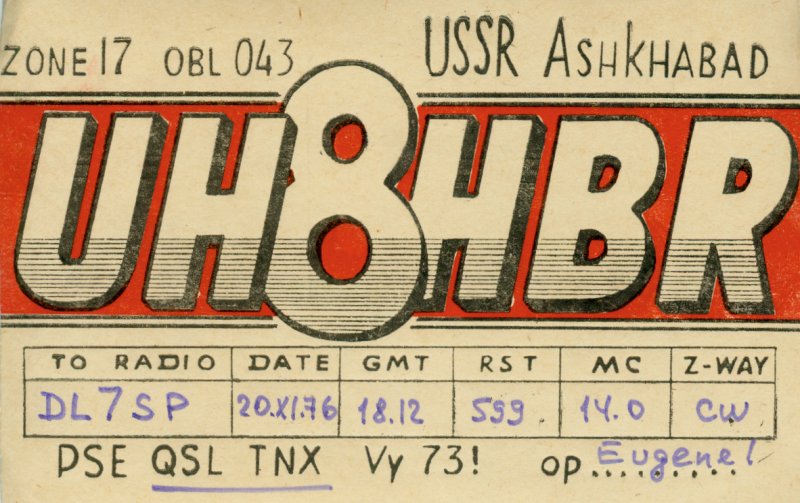 ZONE 17 OBL 043 USSR ASHKHABAD
UH8HBR
TO RADIO DATE GMT RST MC Z-WAY
DL7SP 20.XI.76 18.12 599 14.0 CW
PSE QSL TNX Vy 73! op Eugene!